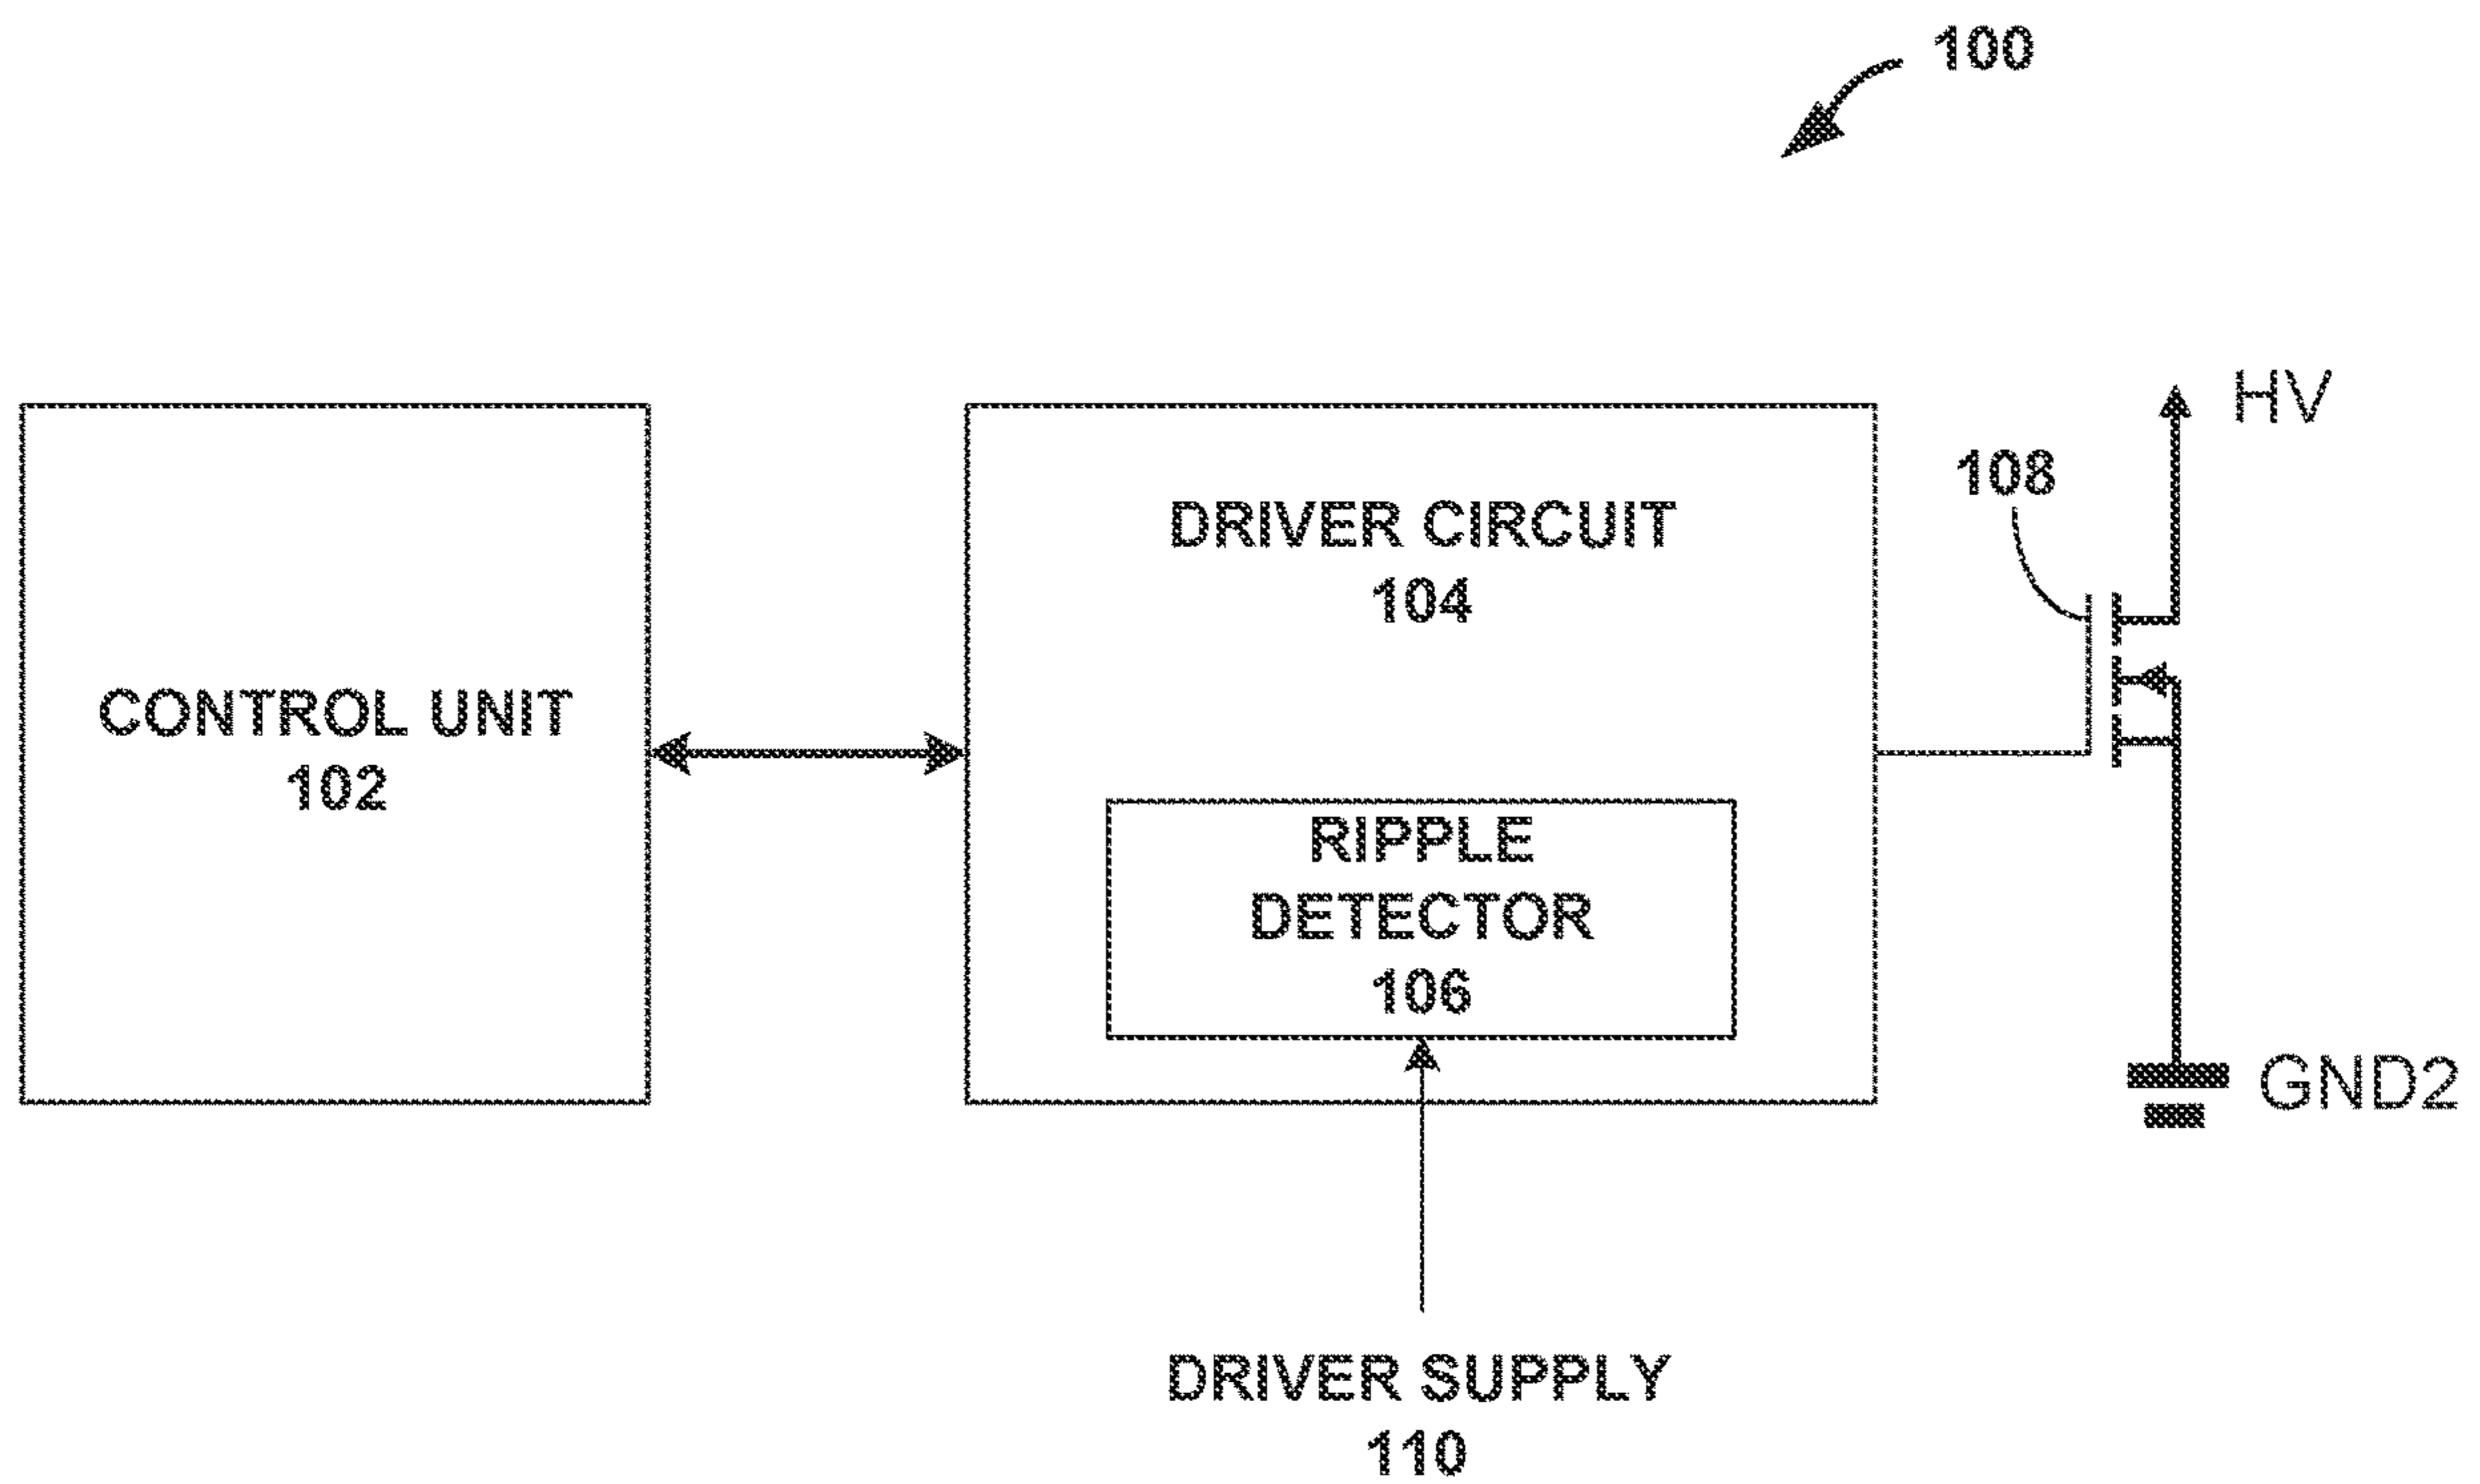 100
HV
108
DRIVER CIRCUIT
104
CONTROL UNIT
102
RIPPLE
DETECTOR
106
GND2
DRIVER SUPPLY
110